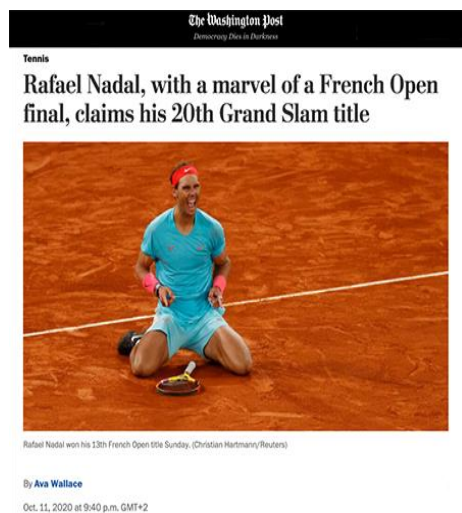 The Washington Post
Democracy Dies in Darkness
Tennis
Rafael Nadal, with a marvel of a French Open
final, claims his 20th Grand Slam title
Rafael Nadal won his 13th French Open title Sunday. (Christian Hartmann/Reuters)
By Ava Wallace
Oct. 11, 2020 at 9:40 p.m. GMT+2